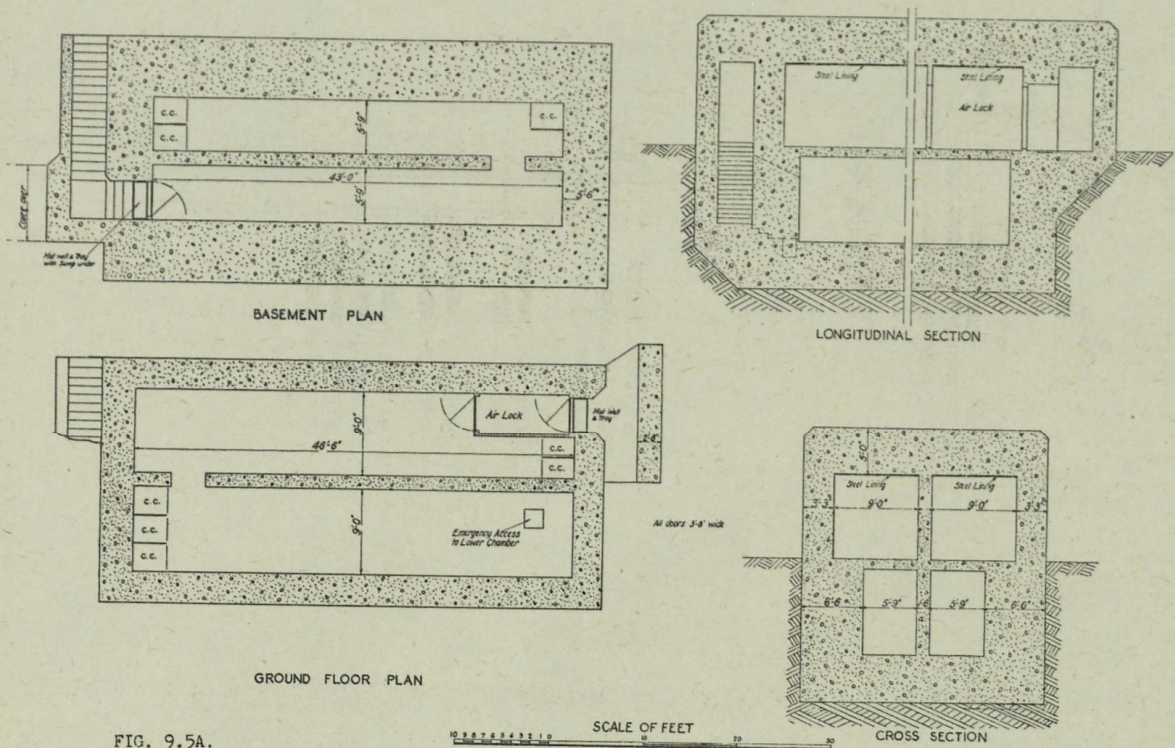 C.C.
C.C.
C.C.
5'-9"
43'-0"
5'-9"
5'-6"
Mat well & Tray
with Sump under
BASEMENT PLAN
Steel Lining
Steel Lining
Air Lock
LONGITUDINAL SECTION
Air Lock
Mat Well
& Tray
9'-0"
46'-6"
C.C.
C.C.
C.C.
C.C.
C.C.
9'-0"
Emergency Access
to Lower Chamber
All doors 3'-8" wide
GROUND FLOOR PLAN
5'-0"
Steel Lining
Steel Lining
3'-3"
9'-0"
9'-0"
3'-3"
6'-6"
5'-9"
5'-9"
6'-6"
CROSS SECTION
SCALE OF FEET
10 9 8 7 6 5 4 3 2 1 0 10 20 30
FIG. 9.5A.